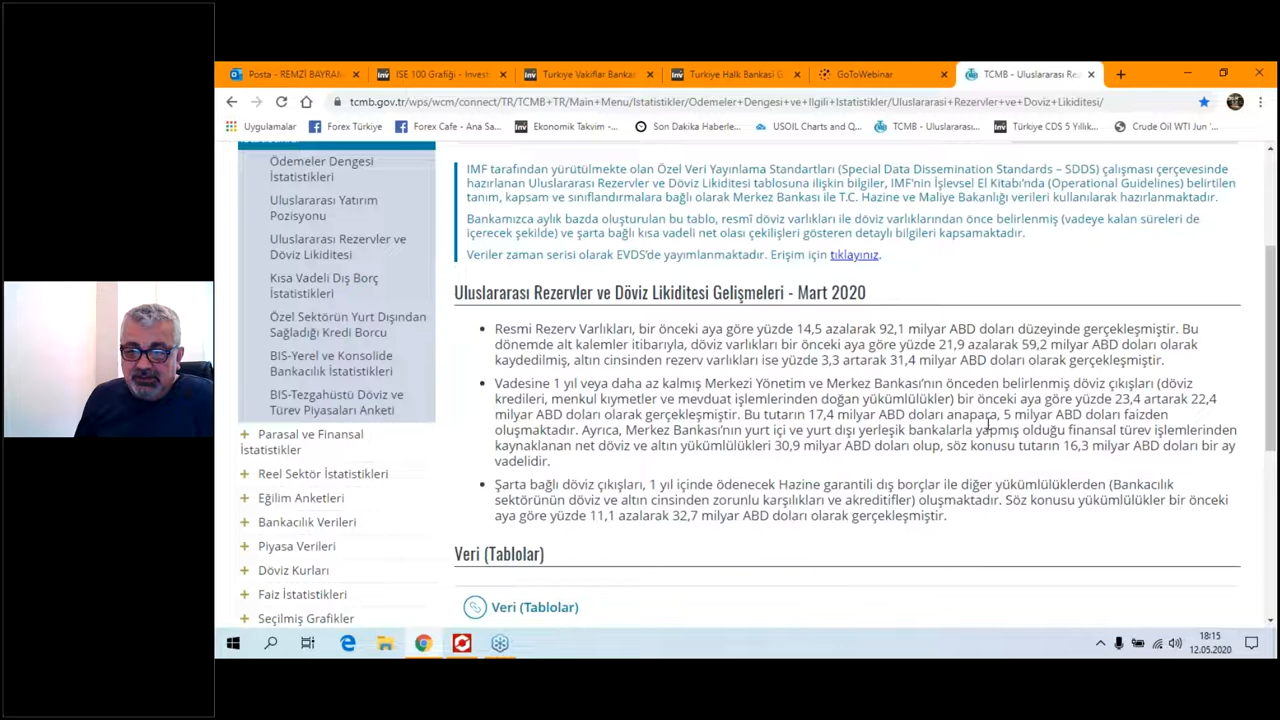 Posta - REMZİ BAYRAM
ISE 100 Grafiği - Invest
Turkiye Vakiflar Bankas
Turkiye Halk Bankasi G
GoToWebinar
TCMB - Uluslararası Re
tcmb.gov.tr/wps/wcm/connect/TR/TCMB+TR/Main+Menu/Istatistikler/Odemeler+Dengesi+ve+Ilgili+Istatistikler/Uluslararasi+Rezervler+ve+Doviz+Likiditesi/
Uygulamalar
Forex Türkiye
Forex Cafe - Ana Sa...
Ekonomik Takvim -...
Son Dakika Haberle...
USOIL Charts and Q...
TCMB - Uluslarara...
Türkiye CDS 5 Yıllık...
Crude Oil WTI Jun '...
Ödemeler Dengesi
İstatistikleri
Uluslararası Yatırım
Pozisyonu
Uluslararası Rezervler ve
Döviz Likiditesi
Kısa Vadeli Dış Borç
İstatistikleri
Özel Sektörün Yurt Dışından
Sağladığı Kredi Borcu
BIS-Yerel ve Konsolide
Bankacılık İstatistikleri
BIS-Tezgahüstü Döviz ve
Türev Piyasaları Anketi
Parasal ve Finansal
İstatistikler
Reel Sektör İstatistikleri
Eğilim Anketleri
Bankacılık Verileri
Piyasa Verileri
Döviz Kurları
Faiz İstatistikleri
Seçilmiş Grafikler
IMF tarafından yürütülmekte olan Özel Veri Yayınlama Standartları (Special Data Dissemination Standards – SDDS) çalışması çerçevesinde
hazırlanan Uluslararası Rezervler ve Döviz Likiditesi tablosuna ilişkin bilgiler, IMF'nin İşlevsel El Kitabı'nda (Operational Guidelines) belirtilen
tanım, kapsam ve sınıflandırmalara bağlı olarak Merkez Bankası ile T.C. Hazine ve Maliye Bakanlığı verileri kullanılarak hazırlanmaktadır.
Bankamızca aylık bazda oluşturulan bu tablo, resmî döviz varlıkları ile döviz varlıklarından önce belirlenmiş (vadeye kalan süreleri de
içerecek şekilde) ve şarta bağlı kısa vadeli net olası çekilişleri gösteren detaylı bilgileri kapsamaktadır.
Veriler zaman serisi olarak EVDS'de yayımlanmaktadır. Erişim için tıklayınız.
Uluslararası Rezervler ve Döviz Likiditesi Gelişmeleri - Mart 2020
Resmi Rezerv Varlıkları, bir önceki aya göre yüzde 14,5 azalarak 92,1 milyar ABD doları düzeyinde gerçekleşmiştir. Bu
dönemde alt kalemler itibarıyla, döviz varlıkları bir önceki aya göre yüzde 21,9 azalarak 59,2 milyar ABD doları olarak
kaydedilmiş, altın cinsinden rezerv varlıkları ise yüzde 3,3 artarak 31,4 milyar ABD doları olarak gerçekleşmiştir.
Vadesine 1 yıl veya daha az kalmış Merkezi Yönetim ve Merkez Bankası'nın önceden belirlenmiş döviz çıkışları (döviz
kredileri, menkul kıymetler ve mevduat işlemlerinden doğan yükümlülükler) bir önceki aya göre yüzde 23,4 artarak 22,4
milyar ABD doları olarak gerçekleşmiştir. Bu tutarın 17,4 milyar ABD doları anapara, 5 milyar ABD doları faizden
oluşmaktadır. Ayrıca, Merkez Bankası'nın yurt içi ve yurt dışı yerleşik bankalarla yapmış olduğu finansal türev işlemlerinden
kaynaklanan net döviz ve altın yükümlülükleri 30,9 milyar ABD doları olup, söz konusu tutarın 16,3 milyar ABD doları bir ay
vadelidir.
Şarta bağlı döviz çıkışları, 1 yıl içinde ödenecek Hazine garantili dış borçlar ile diğer yükümlülüklerden (Bankacılık
sektörünün döviz ve altın cinsinden zorunlu karşılıkları ve akreditifler) oluşmaktadır. Söz konusu yükümlülükler bir önceki
aya göre yüzde 11,1 azalarak 32,7 milyar ABD doları olarak gerçekleşmiştir.
Veri (Tablolar)
Veri (Tablolar)
18:15
12.05.2020